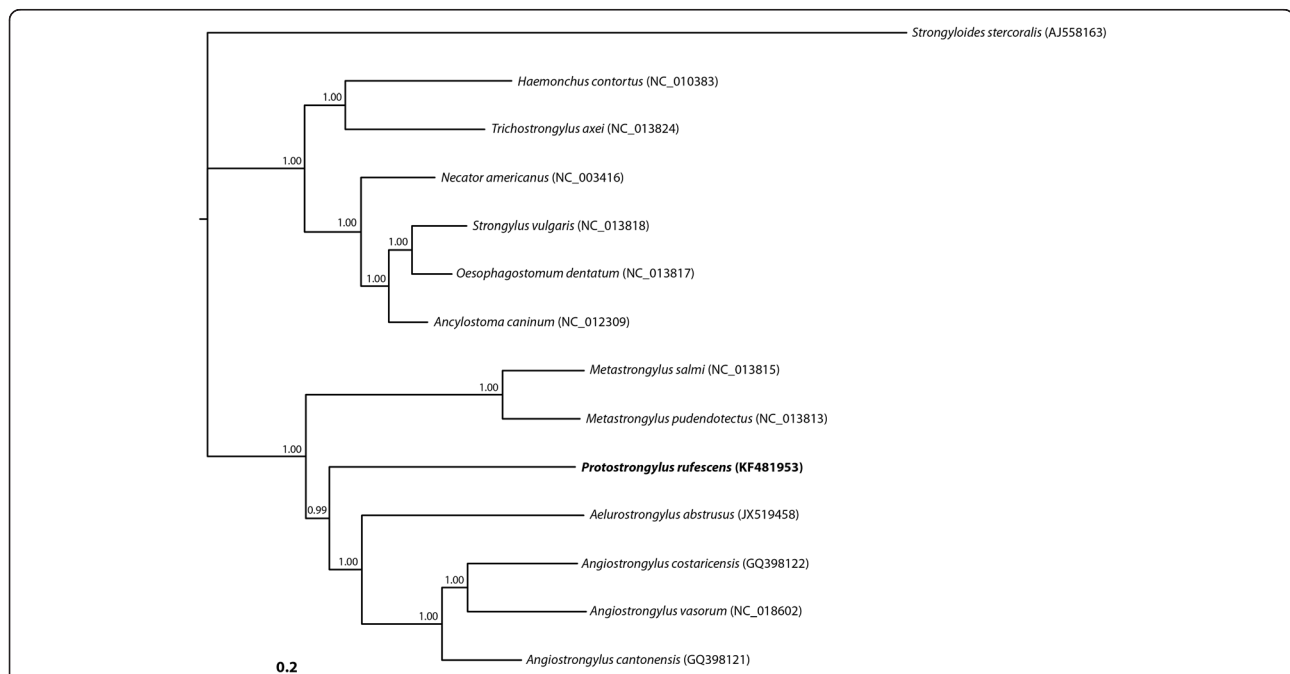 Strongyloides stercoralis (AJ558163)
Haemonchus contortus (NC_010383)
1.00
Trichostrongylus axei (NC_013824)
1.00
Necator americanus (NC_003416)
1.00
Strongylus vulgaris (NC_013818)
1.00
Oesophagostomum dentatum (NC_013817)
1.00
Ancylostoma caninum (NC_012309)
Metastrongylus salmi (NC_013815)
1.00
Metastrongylus pudendotectus (NC_013813)
1.00
Protostrongylus rufescens (KF481953)
0.99
Aelurostrongylus abstrusus (JX519458)
1.00
Angiostrongylus costaricensis (GQ398122)
1.00
Angiostrongylus vasorum (NC_018602)
1.00
Angiostrongylus cantonensis (GQ398121)
0.2